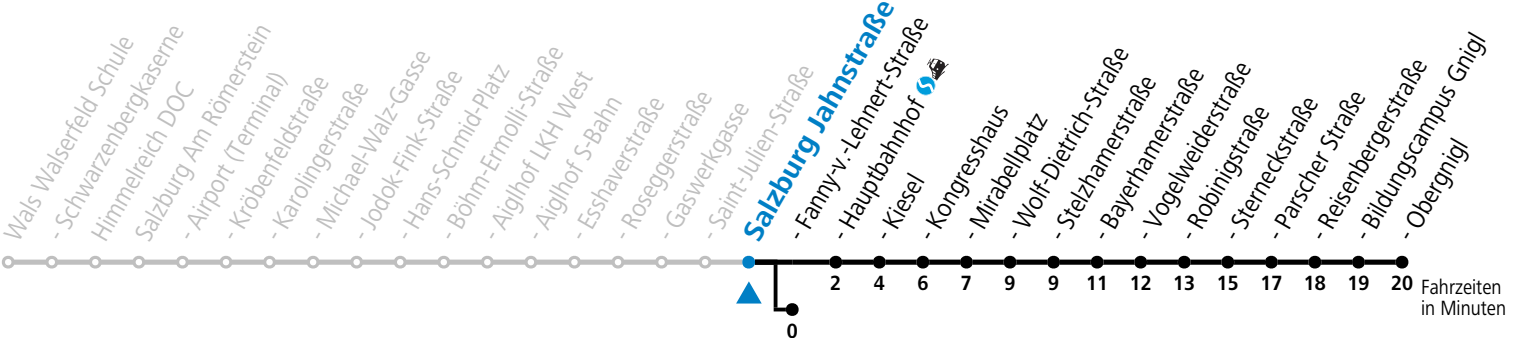 Wals Walserfeld Schule
- Schwarzenbergkaserne
Himmelreich DOC
Salzburg Am Römerstein
- Airport (Terminal)
- Kröbenfeldstraße
- Karolingerstraße
- Michael-Walz-Gasse
- Jodok-Fink-Straße
- Hans-Schmid-Platz
- Böhm-Ermolli-Straße
- Aiglhof LKH West
- Aiglhof S-Bahn
- Esshaverstraße
- Roseggerstraße
- Gaswerkgasse
- Saint-Julien-Straße
Salzburg Jahnstraße
- Fanny-v.-Lehnert-Straße
- Hauptbahnhof
- Kiesel
- Kongresshaus
- Mirabellplatz
- Wolf-Dietrich-Straße
- Stelzhamerstraße
- Bayerhamerstraße
- Vogelweiderstraße
- Robinigstraße
- Sterneckstraße
- Parscher Straße
- Reisenbergerstraße
- Bildungscampus Gnigl
- Obergnigl
2 4 6 7 9 9 11 12 13 15 17 18 19 20
Fahrzeiten
in Minuten
0